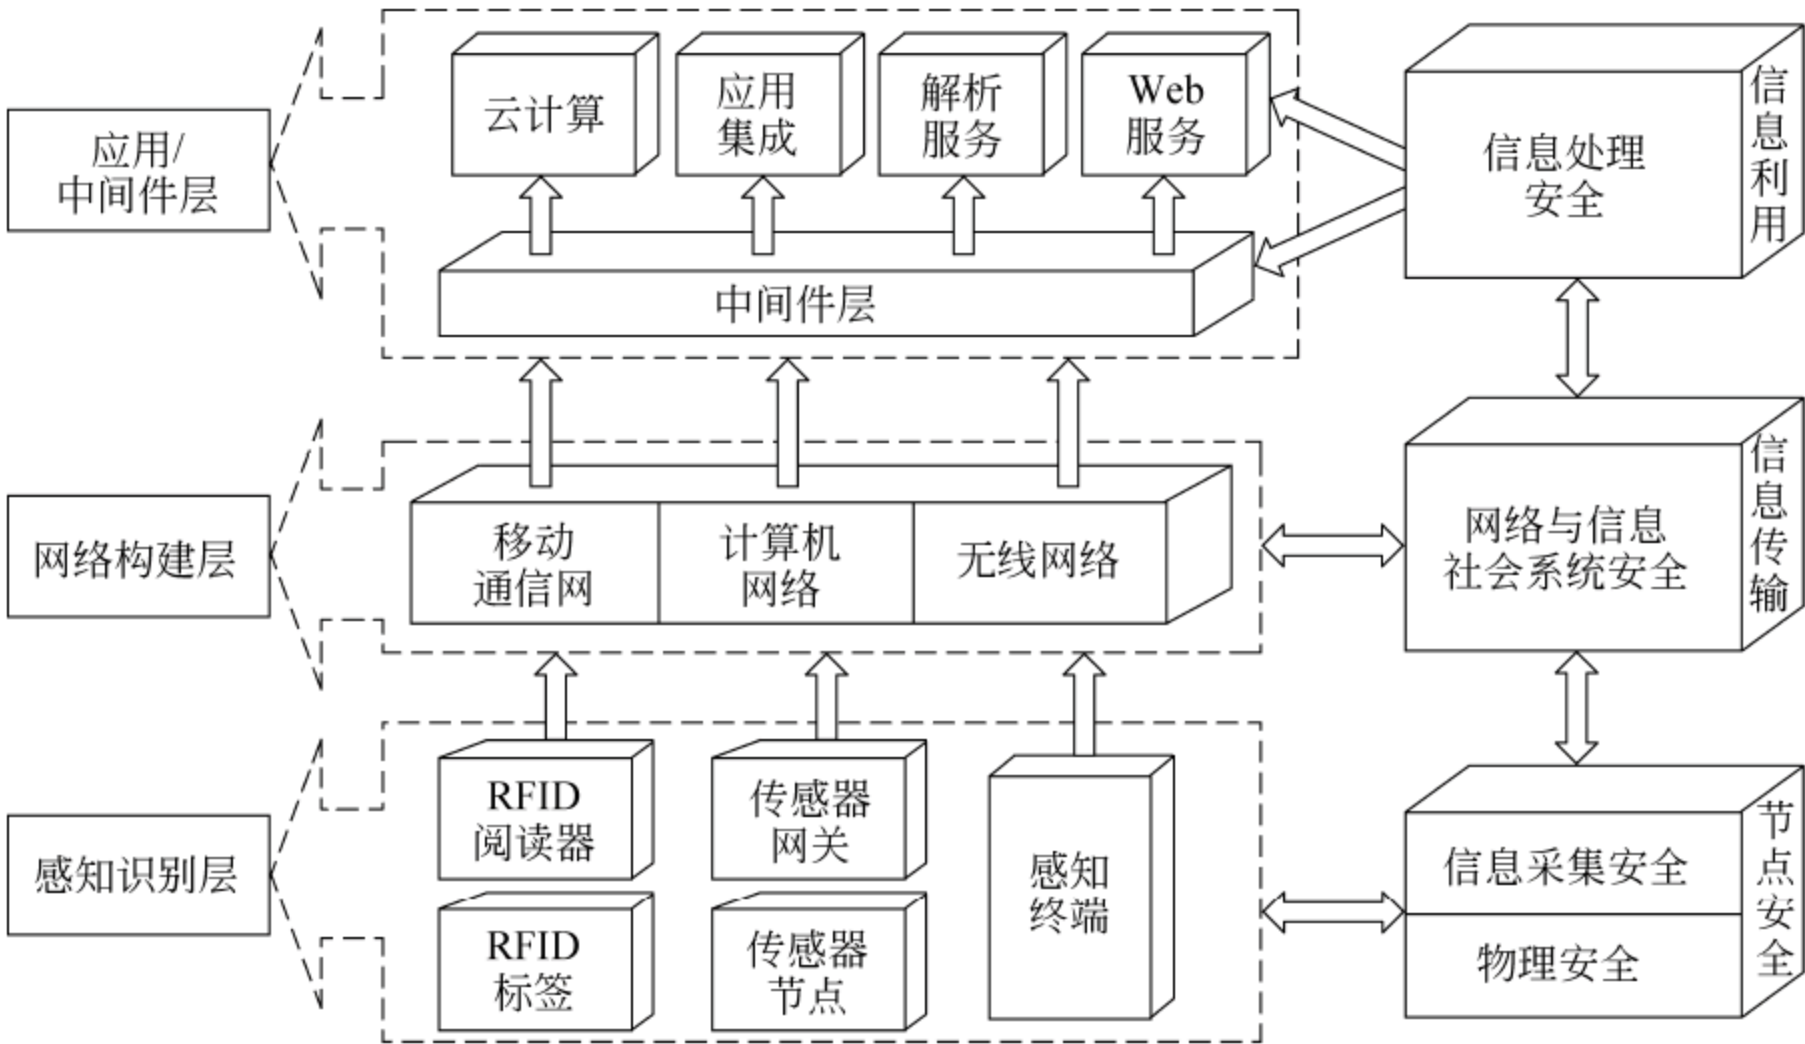 应用/
中间件层
云计算
应用
集成
解析
服务
Web
服务
中间件层
信息处理
安全
信息利用
网络构建层
移动
通信网
计算机
网络
无线网络
网络与信息
社会系统安全
信息传输
感知识别层
RFID
阅读器
传感器
网关
RFID
标签
传感器
节点
感知
终端
信息采集安全
物理安全
节点安全